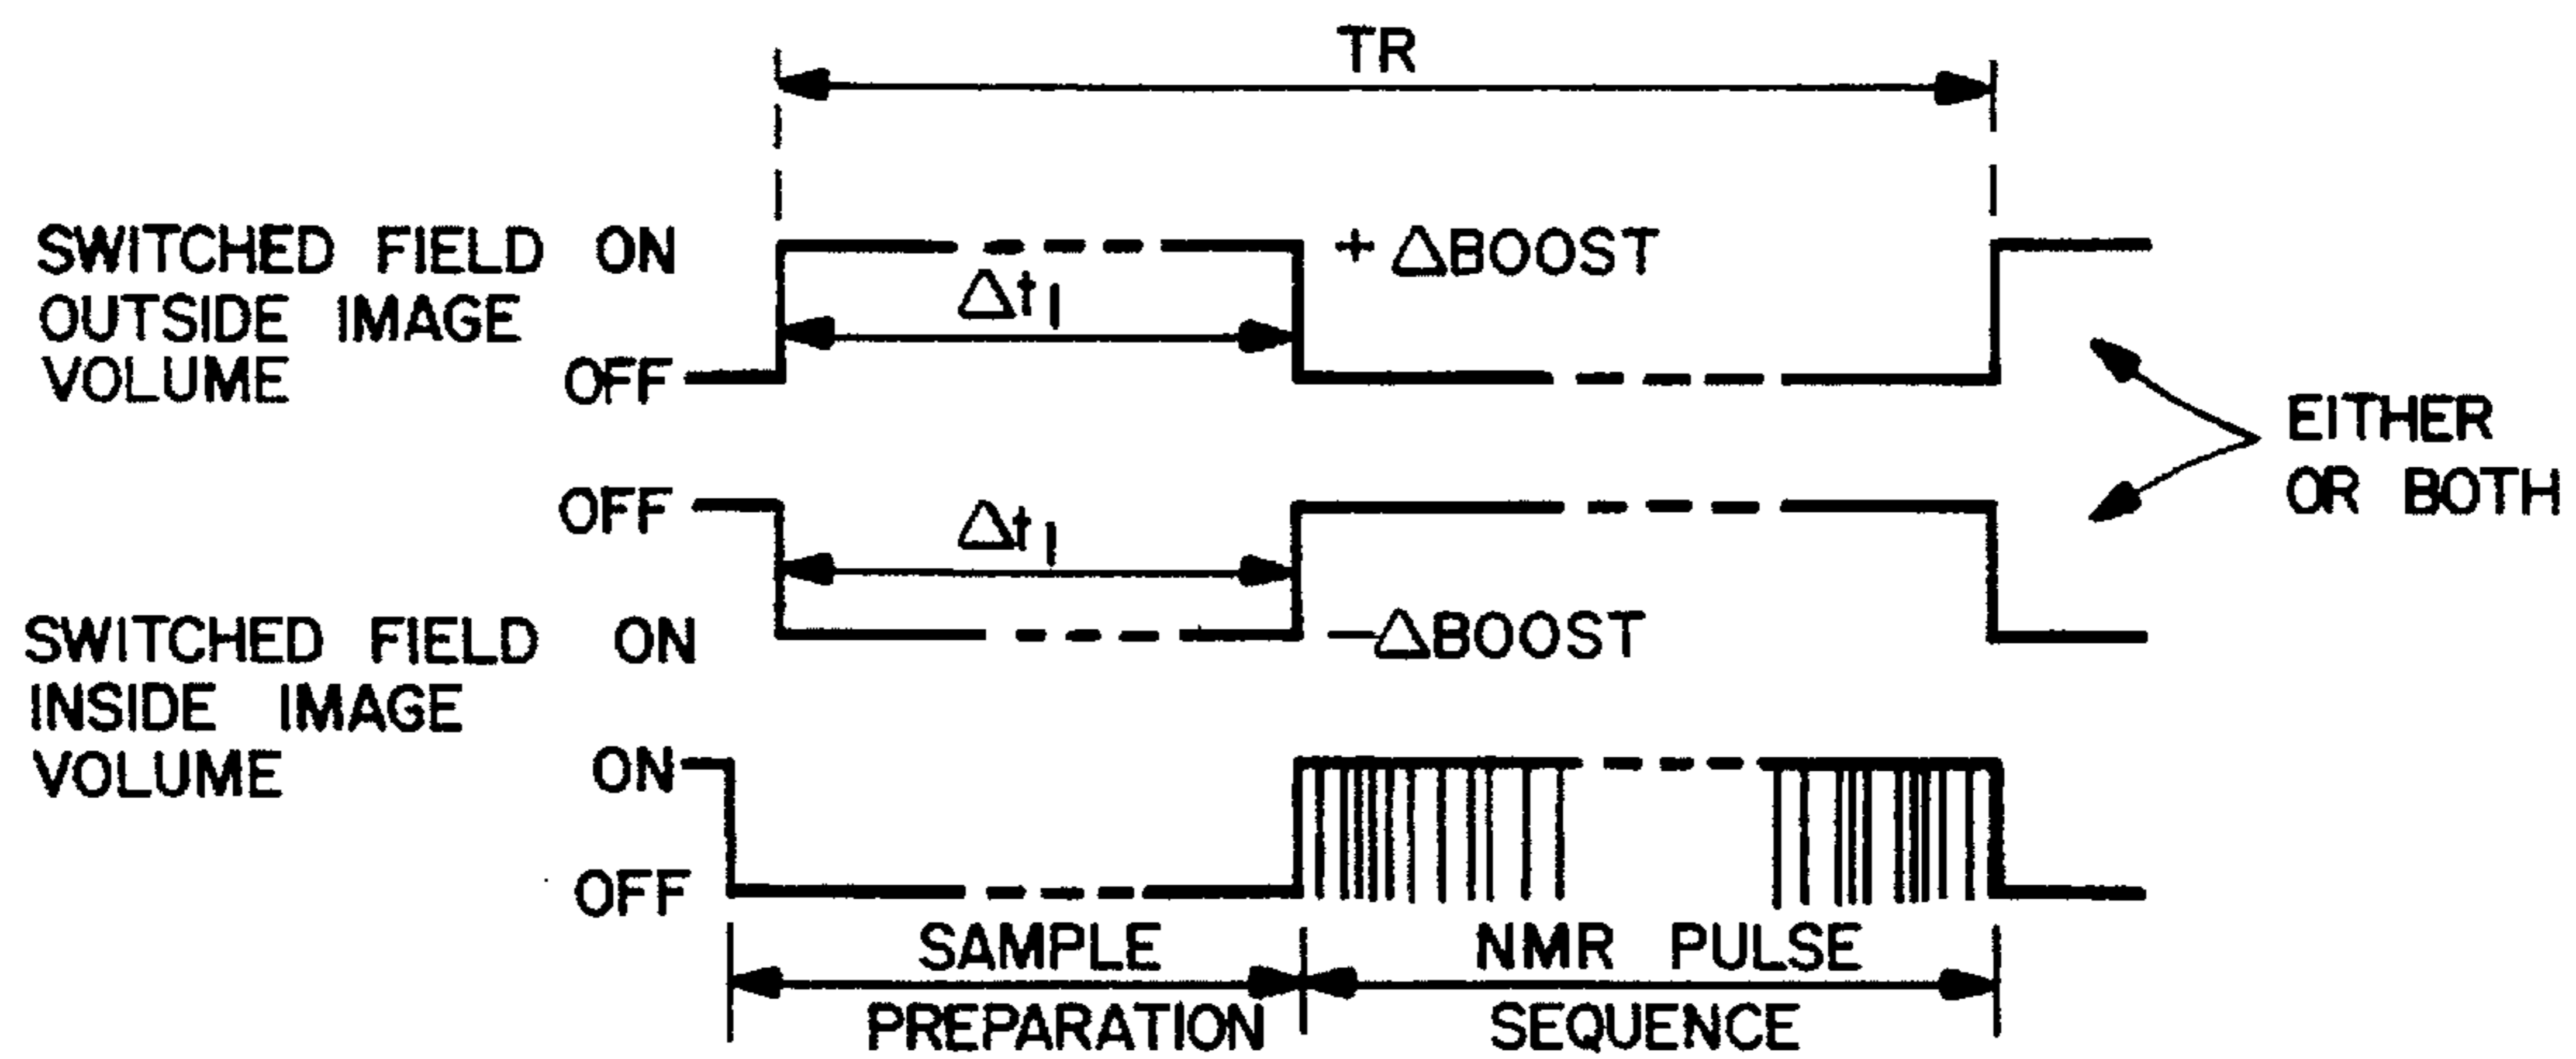 TR
SWITCHED FIELD ON
OUTSIDE IMAGE
VOLUME
OFF
+ ΔBOOST
Δt1
EITHER
OR BOTH
OFF
Δt1
SWITCHED FIELD ON
INSIDE IMAGE
VOLUME
−ΔBOOST
ON
OFF
SAMPLE
PREPARATION
NMR PULSE
SEQUENCE